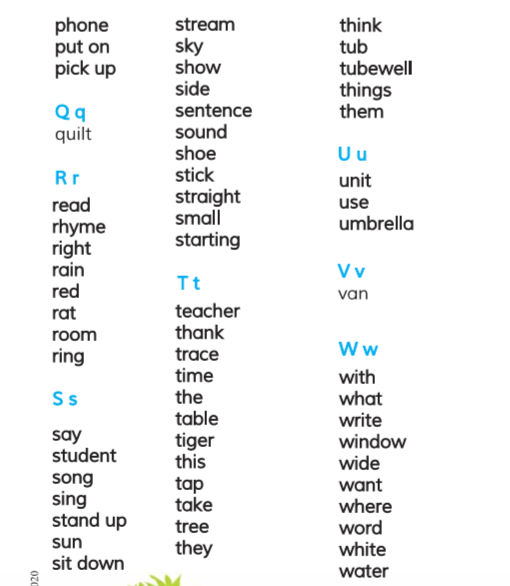 phone
put on
pick up
Q q
quilt
R r
read
rhyme
right
rain
red
rat
room
ring
S s
say
student
song
sing
stand up
sun
sit down
stream
sky
show
side
sentence
sound
shoe
stick
straight
small
starting
T t
teacher
thank
trace
time
the
table
tiger
this
tap
take
tree
they
think
tub
tubewell
things
them
U u
unit
use
umbrella
V v
van
W w
with
what
write
window
wide
want
where
word
white
water
020